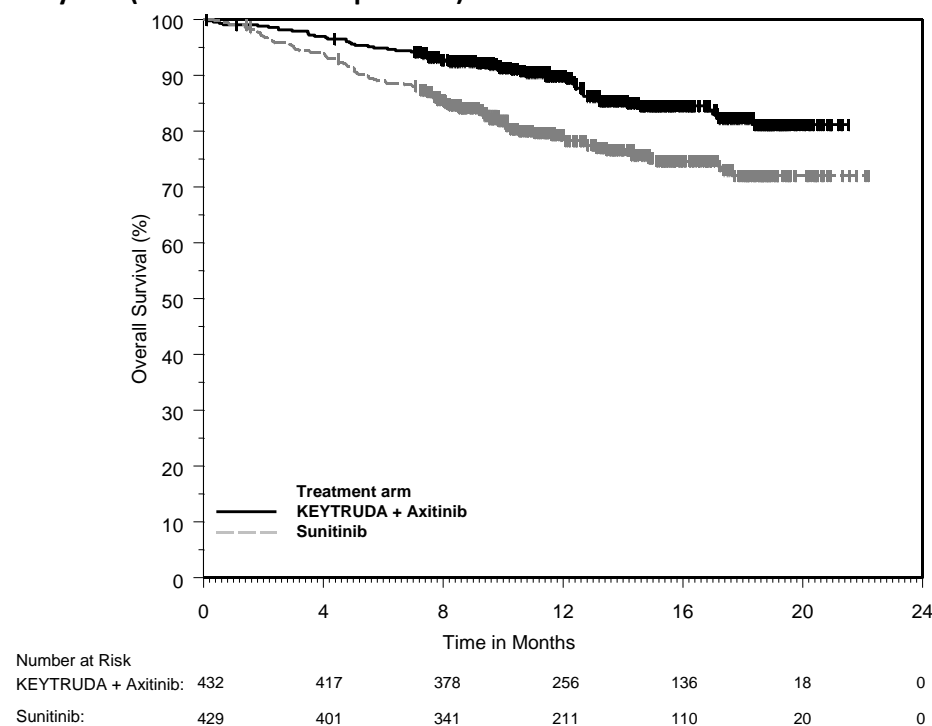 100
90
80
70
60
50
40
30
20
10
0
Overall Survival (%)
Treatment arm
KEYTRUDA + Axitinib
Sunitinib
0 4 8 12 16 20 24
Time in Months
Number at Risk
KEYTRUDA + Axitinib: 432 417 378 256 136 18 0
Sunitinib: 429 401 341 211 110 20 0